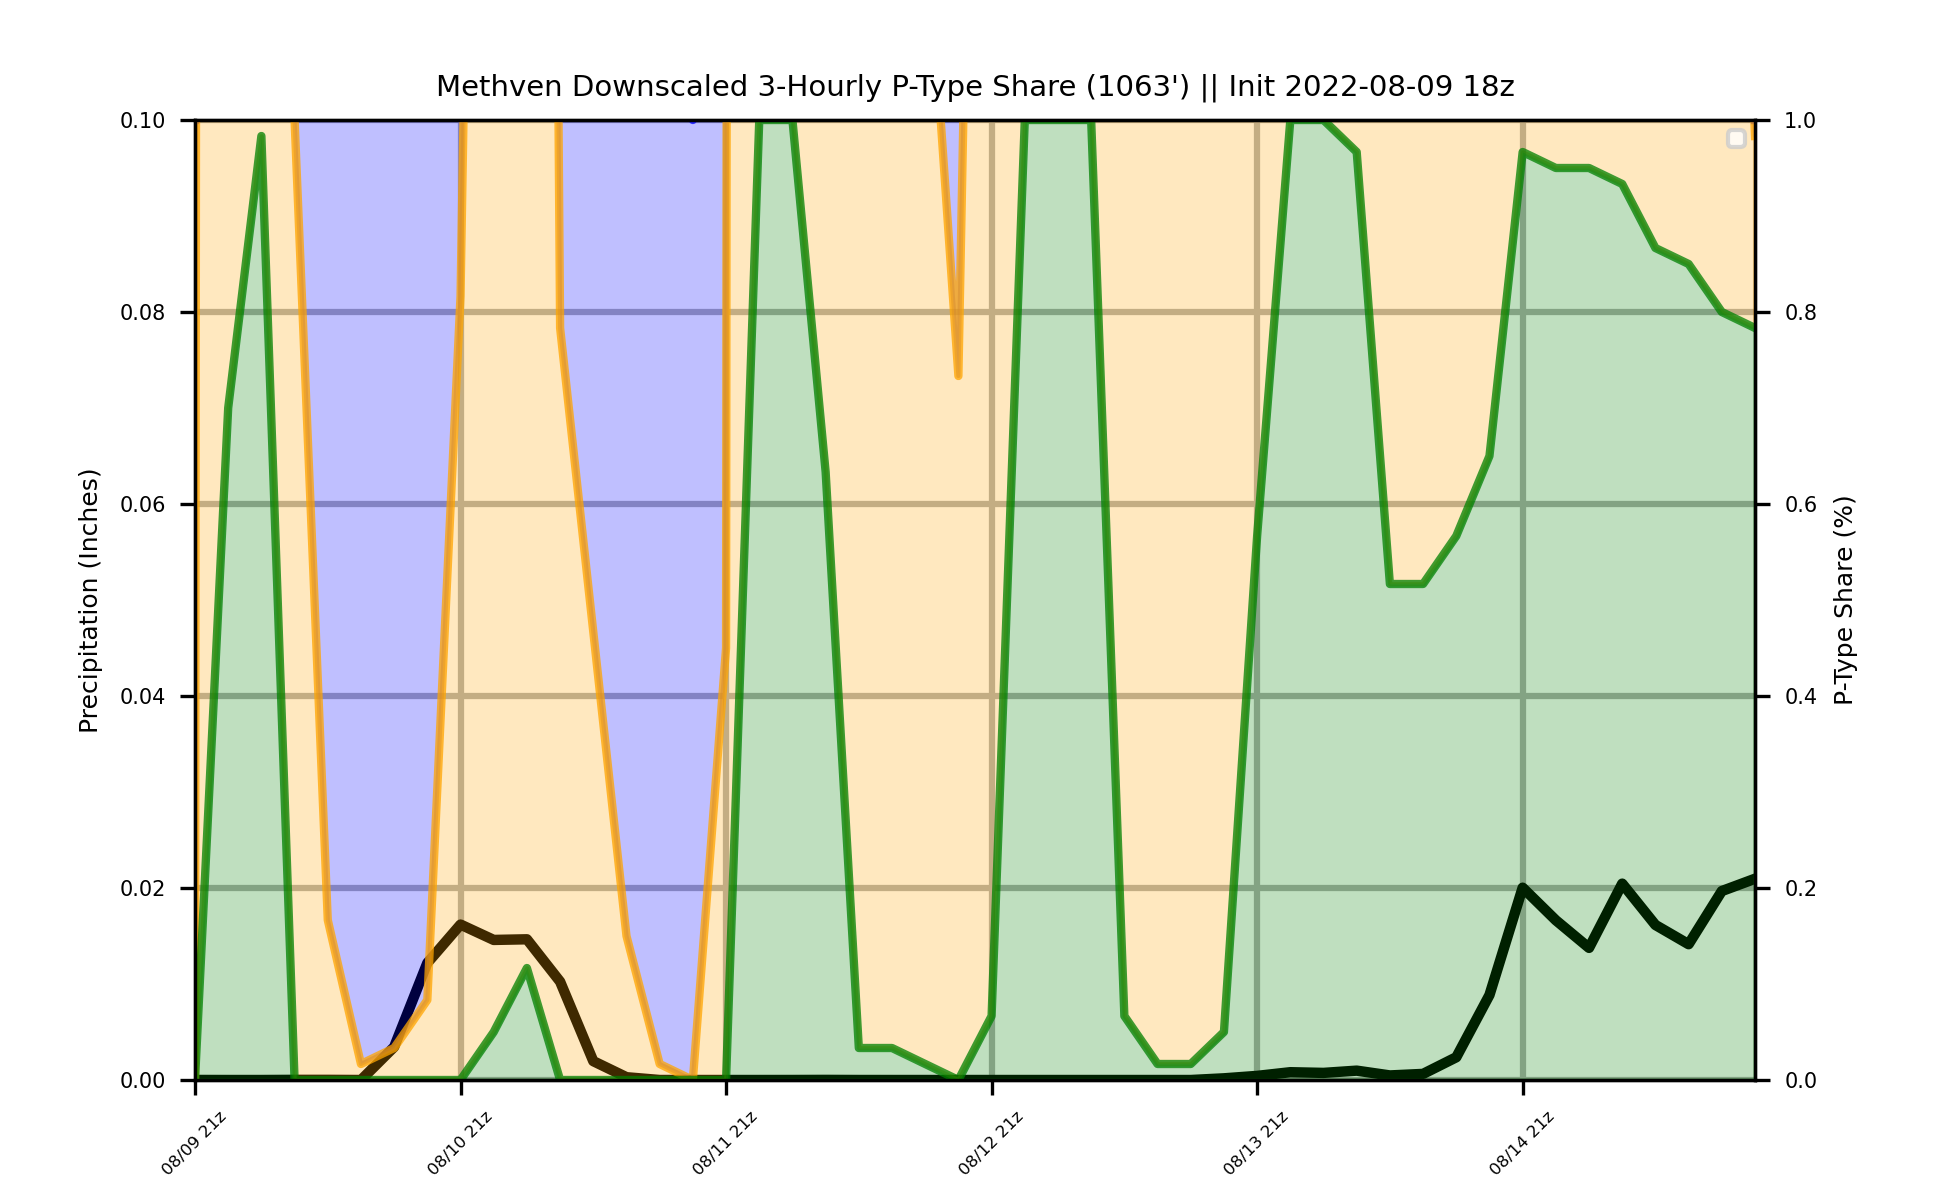 Methven Downscaled 3-Hourly P-Type Share (1063') || Init 2022-08-09 18z
0.10
0.08
0.06
0.04
0.02
0.00
Precipitation (Inches)
1.0
0.8
0.6
0.4
0.2
0.0
P-Type Share (%)
08/09 21z
08/10 21z
08/11 21z
08/12 21z
08/13 21z
08/14 21z